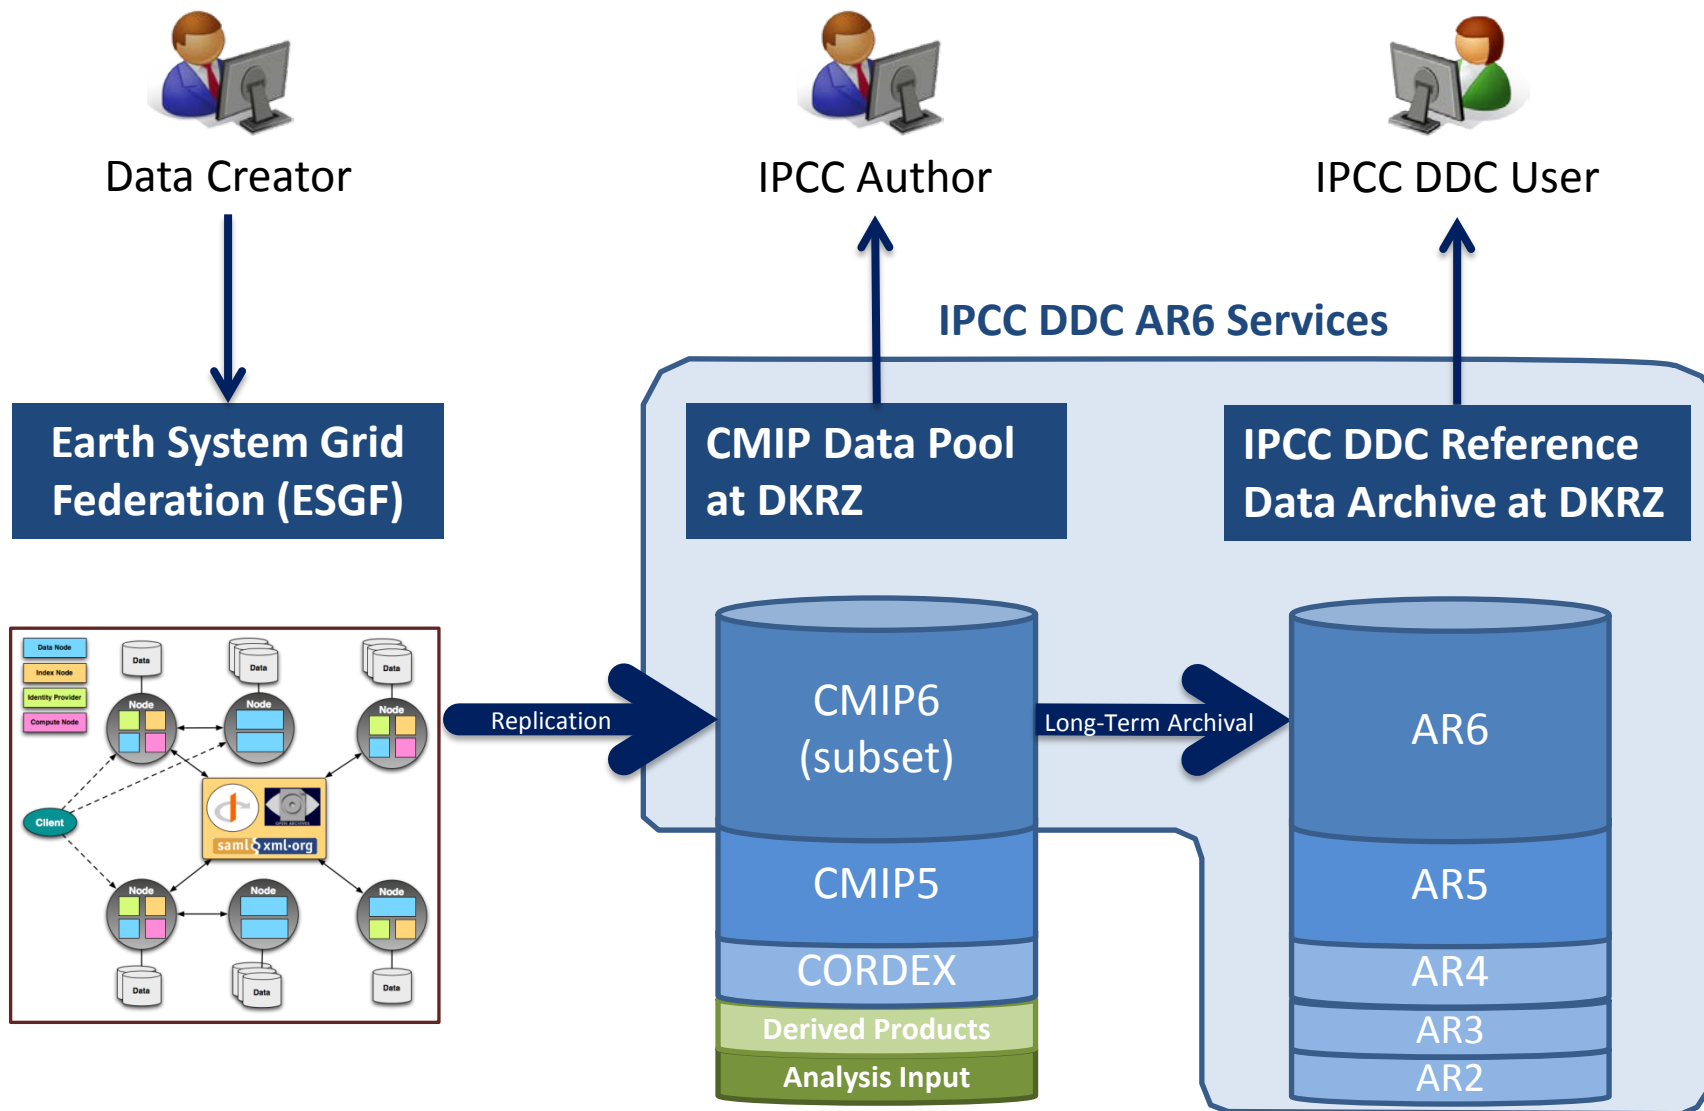 Data Creator
IPCC Author
IPCC DDC User
IPCC DDC AR6 Services
Earth System Grid
Federation (ESGF)
CMIP Data Pool
at DKRZ
IPCC DDC Reference
Data Archive at DKRZ
Data Node
Index Node
Identity Provider
Compute Node
Data
Data
Data
Node
Node
Node
Client
OPEN ARCHIVES
saml xml-org
Node
Node
Node
Data
Data
Data
Replication
CMIP6
(subset)
CMIP5
CORDEX
Derived Products
Analysis Input
Long-Term Archival
AR6
AR5
AR4
AR3
AR2